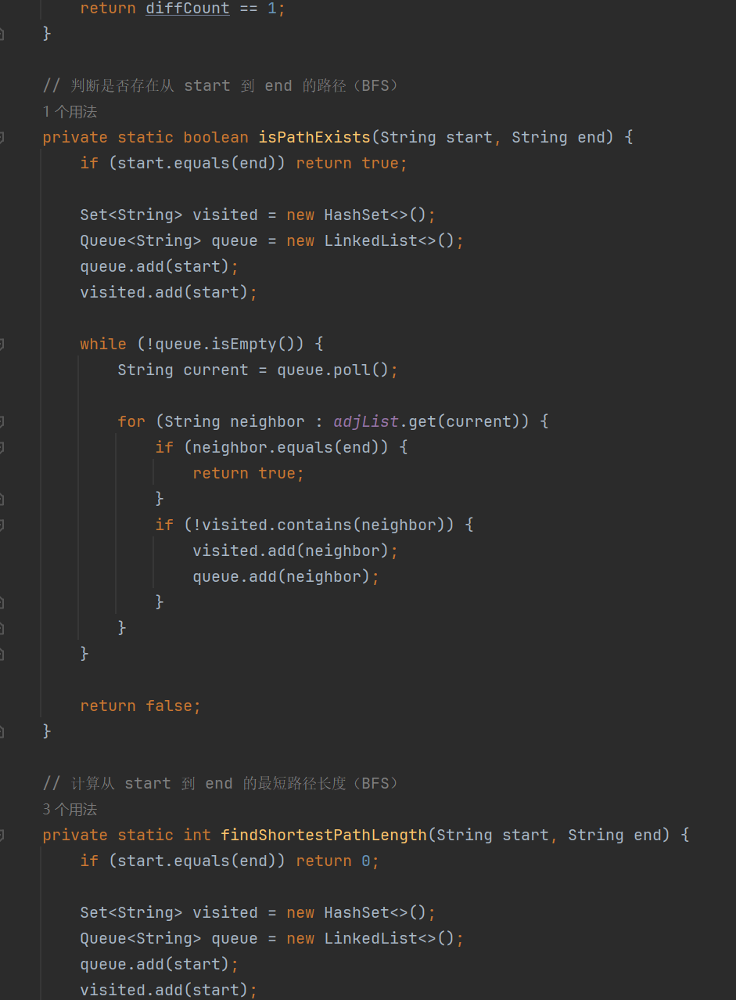 return diffCount == 1;
}
// 判断是否存在从 start 到 end 的路径（BFS）
1 个用法
private static boolean isPathExists(String start, String end) {
if (start.equals(end)) return true;
Set<String> visited = new HashSet<>();
Queue<String> queue = new LinkedList<>();
queue.add(start);
visited.add(start);
while (!queue.isEmpty()) {
String current = queue.poll();
for (String neighbor : adjList.get(current)) {
if (neighbor.equals(end)) {
return true;
}
if (!visited.contains(neighbor)) {
visited.add(neighbor);
queue.add(neighbor);
}
}
}
return false;
}
// 计算从 start 到 end 的最短路径长度（BFS）
3 个用法
private static int findShortestPathLength(String start, String end) {
if (start.equals(end)) return 0;
Set<String> visited = new HashSet<>();
Queue<String> queue = new LinkedList<>();
queue.add(start);
visited.add(start);